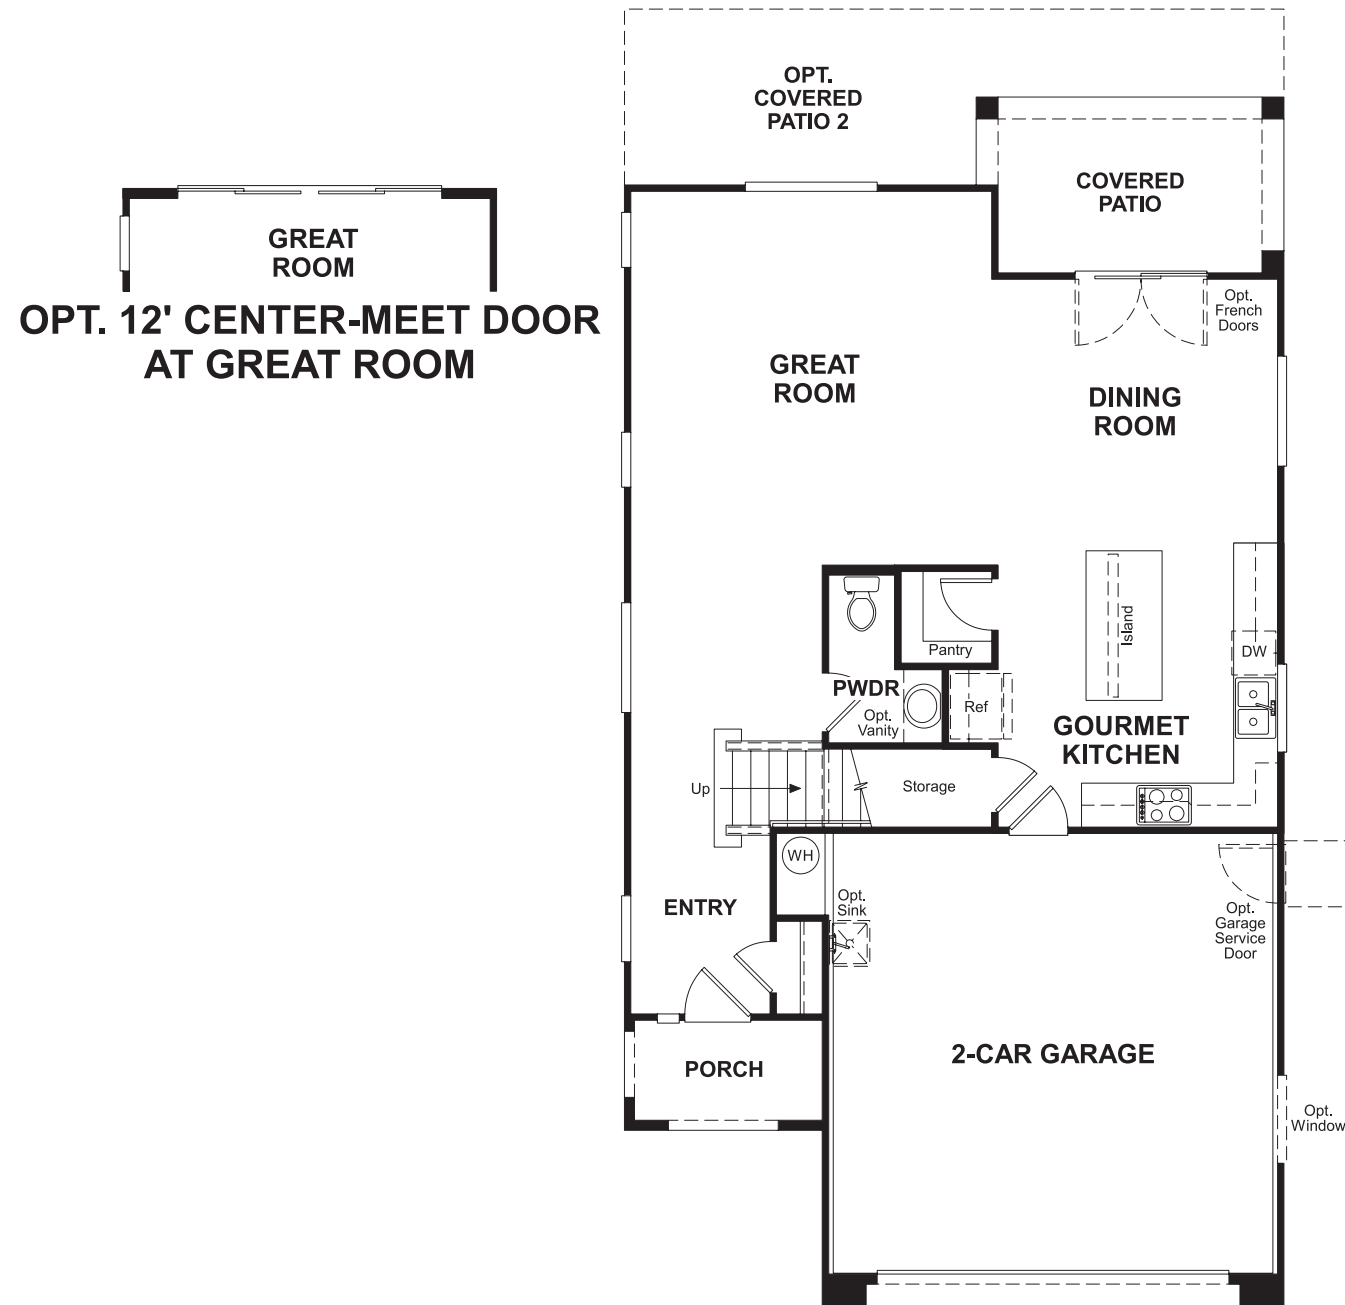 OPT.
COVERED
PATIO 2
COVERED
PATIO
GREAT
ROOM
OPT. 12' CENTER-MEET DOOR
AT GREAT ROOM
Opt.
French
Doors
GREAT
ROOM
DINING
ROOM
Island
Pantry
DW
PWDR
Opt.
Vanity
Ref
GOURMET
KITCHEN
Up
Storage
WH
ENTRY
Opt.
Sink
Opt.
Garage
Service
Door
PORCH
2-CAR GARAGE
Opt.
Window